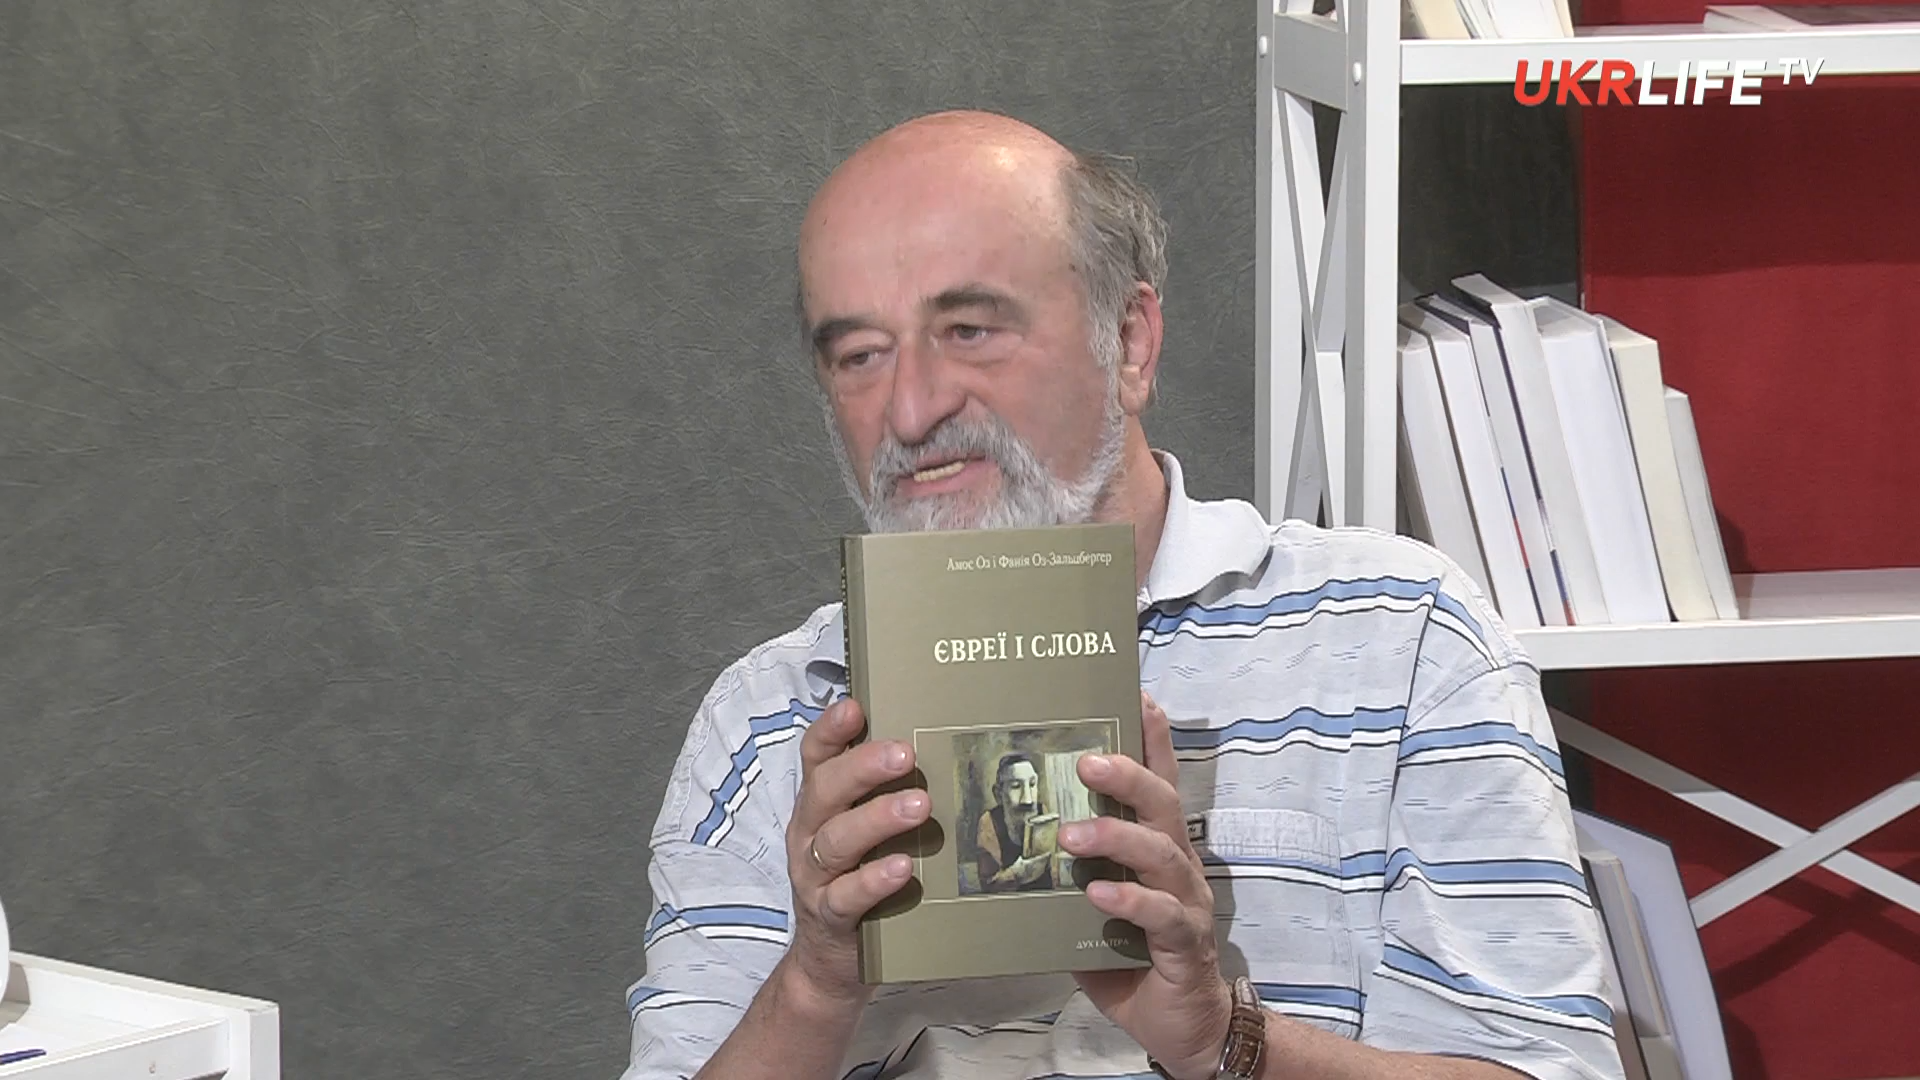 UKRLIFE TV
Амос Оз і Фанія Оз-Зальцбергер
ЄВРЕЇ І СЛОВА
ДУХ І ЛІТЕРА